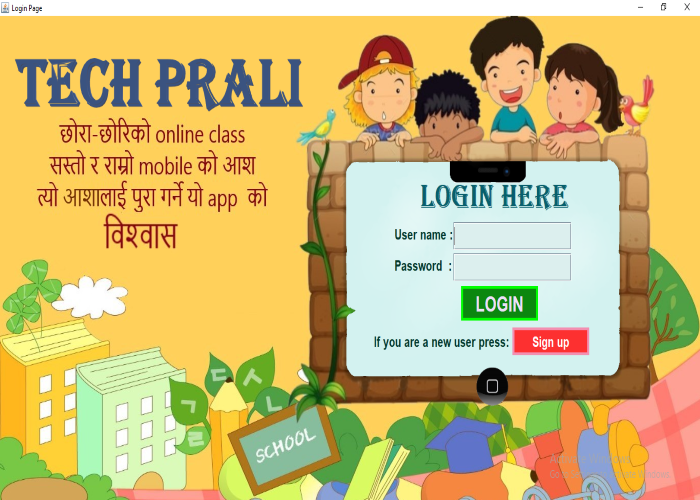 Login Page
TECH PRALI
छोरा-छोरिको online class
सस्तो र राम्रो mobile को आश
त्यो आशालाई पुरा गर्ने यो app को
विश्वास
LOGIN HERE
User name :
Password :
LOGIN
If you are a new user press: Sign up
SCHOOL